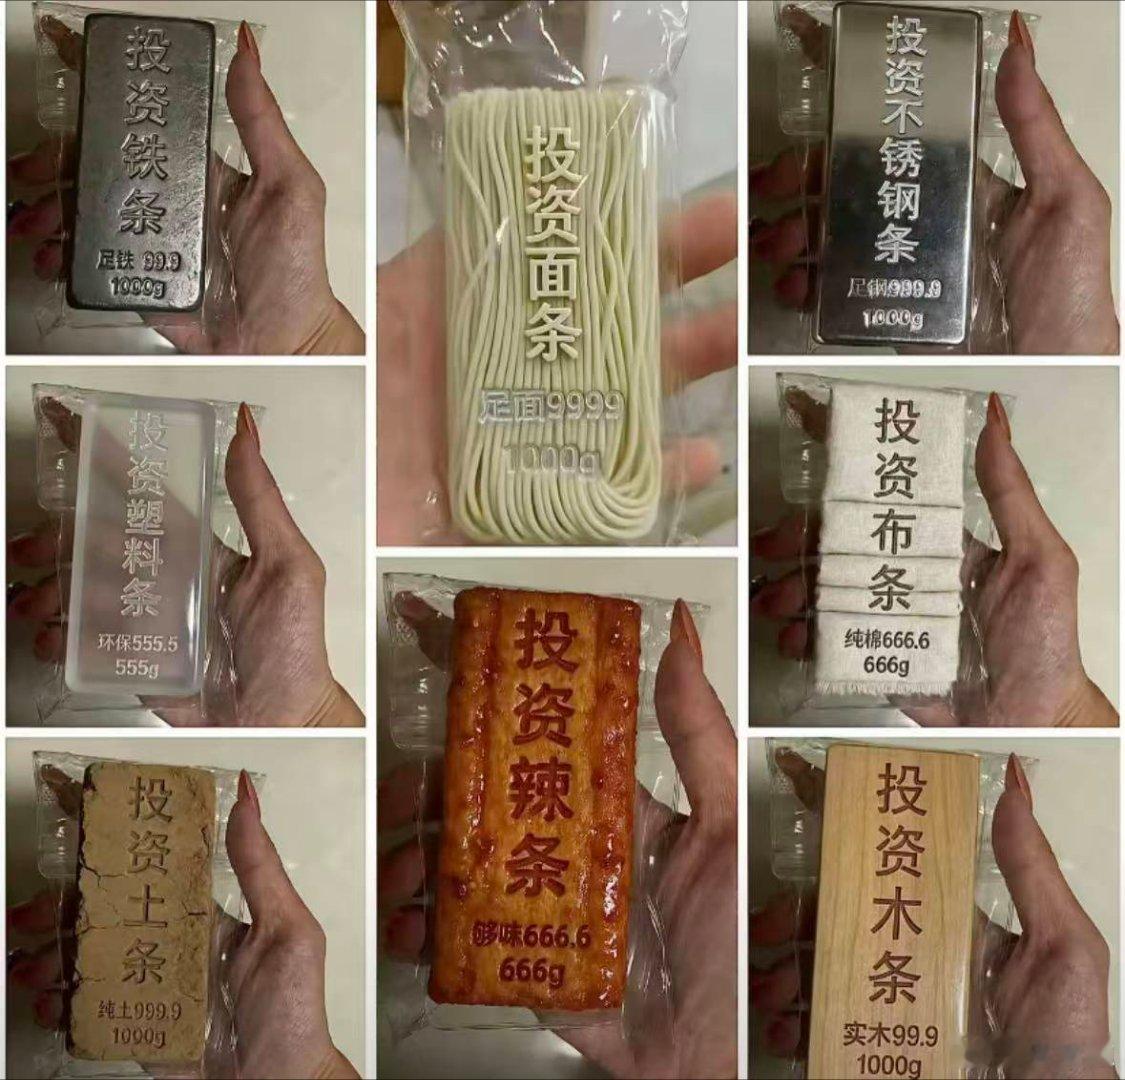 投资铁条
足铁 99.9
1000g
投资面条
足面9999
1000g
投资不锈钢条
足钢999.9
1000g
投资塑料条
环保555.5
555g
投资布条
纯棉666.6
666g
投资辣条
够味666.6
666g
投资土条
纯土999.9
1000g
投资木条
实木99.9
1000g